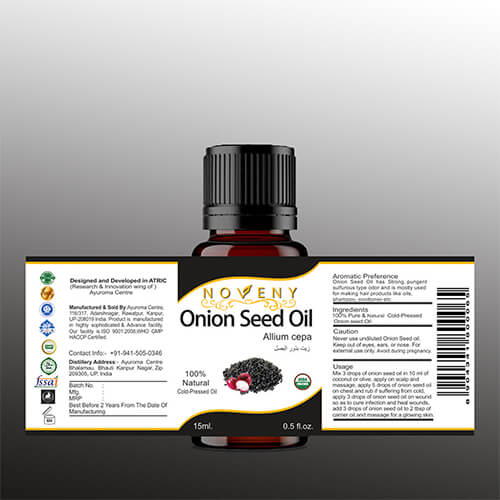 Designed and Developed in ATRIC
(Research & Innovation wing of )
Ayuroma Centre
Manufactured & Sold By Ayuroma Centre,
116/317, Adarshnagar, Rawatpur, Kanpur,
UP-208019 India. Product is manufactured
in highly sophisticated & Advance facility.
Our facility is ISO 9001:2008,WHO GMP
HACCP Certified.
Contact Info:- +91-941-505-0346
Distillery Address - Ayuroma Centre
Bhalamau, Bhauti Kanpur Nagar, Zip-
209305, UP, India
Batch No. :
Mfg. :
MRP :
Best Before 2 Years From The Date Of
Manufacturing
fssai
NOVENY
Onion Seed Oil
Allium cepa
زيت بذور البصل
100%
Natural
Cold-Pressed Oil
15ml.
0.5 fl.oz.
Aromatic Preference
Onion Seed Oil has Strong, pungent
sulfurous type odor and is mostly used
for making hair products like oils,
Ingredients
100% Pure & Natural Cold-Pressed
Onion seed Oil
Caution
Never use undiluted Onion Seed oil.
Keep out of eyes, ears, or nose. For
external use only. Avoid during pregnancy.
Usage
Mix 3 drops of onion seed oil in 10 ml of
coconut or olive, apply on scalp and
massage, apply 5 drops of onion seed oil
on chest and rub if suffering from cold,
apply 3 drops of onion seed oil on wound
so as to cure infection and heal wounds,
add 3 drops of onion seed oil to 2 tbsp of
carrier oil and massage for a glowing skin.